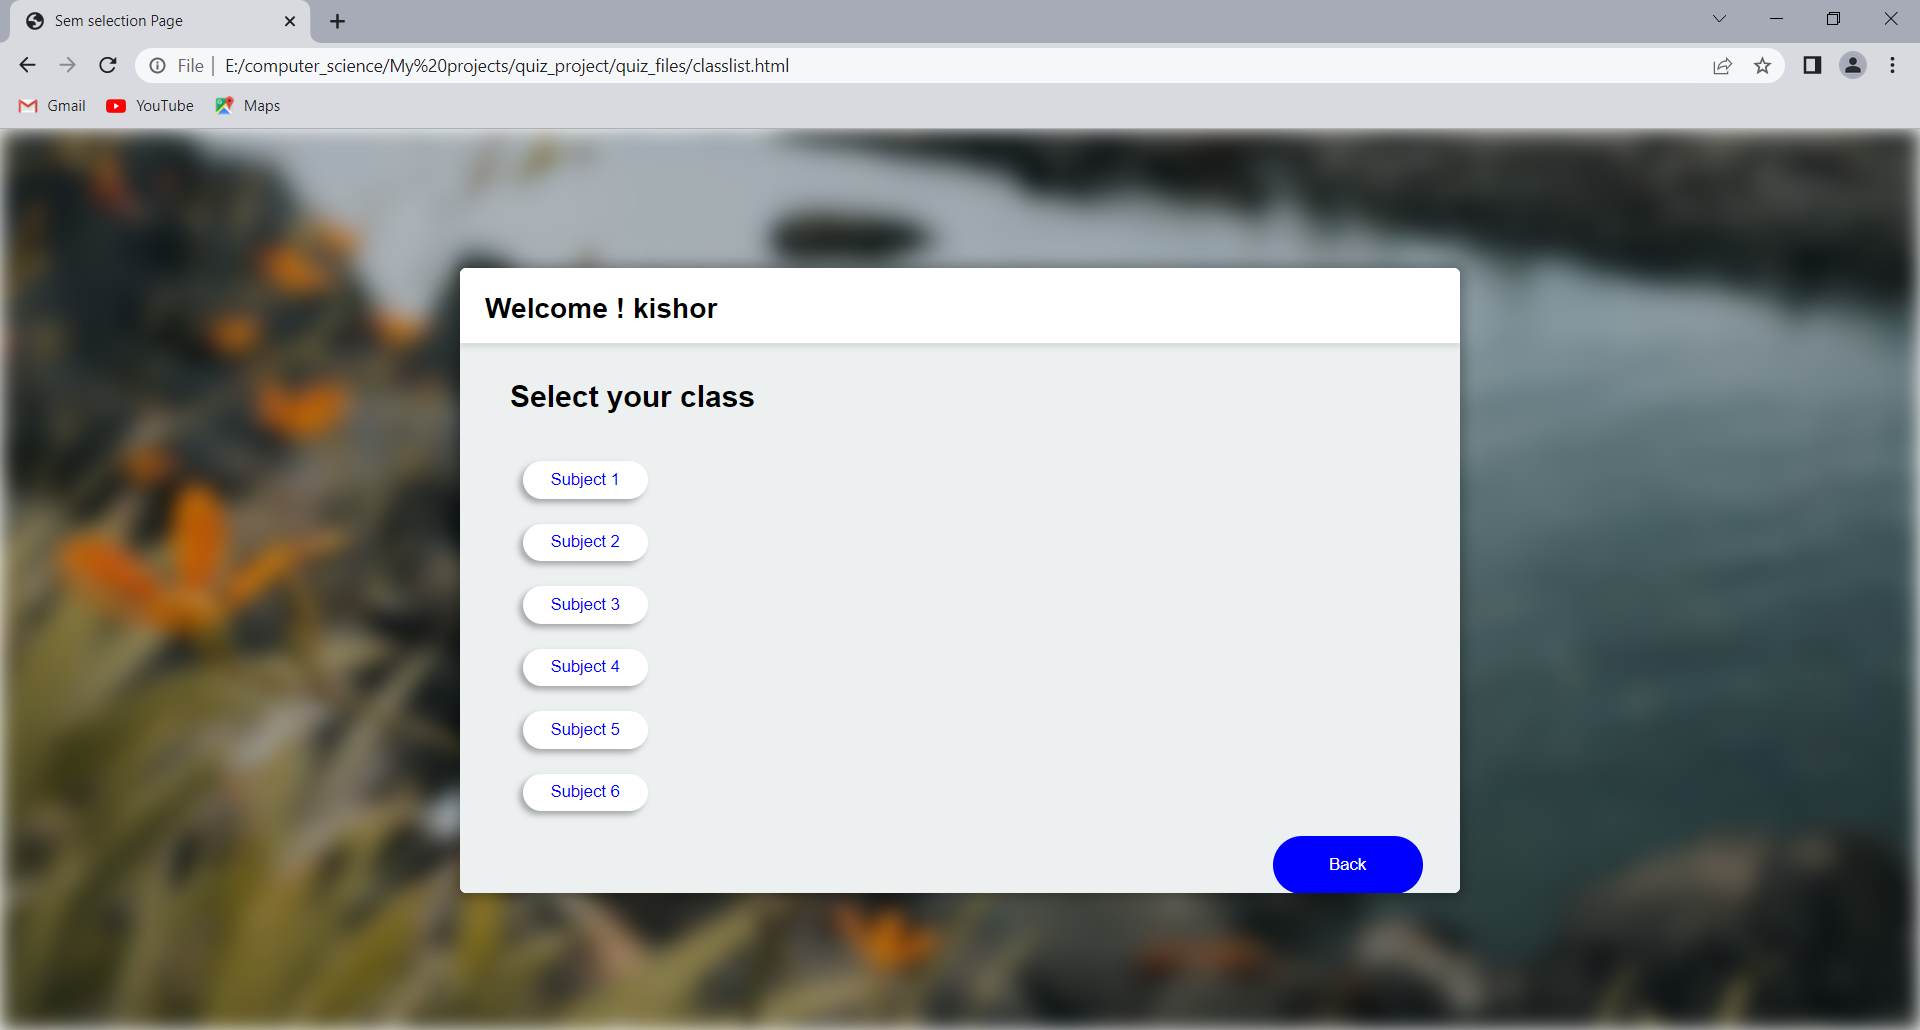 Sem selection Page
File | E:/computer_science/My%20projects/quiz_project/quiz_files/classlist.html
Gmail YouTube Maps
Welcome ! kishor
Select your class
Subject 1
Subject 2
Subject 3
Subject 4
Subject 5
Subject 6
Back